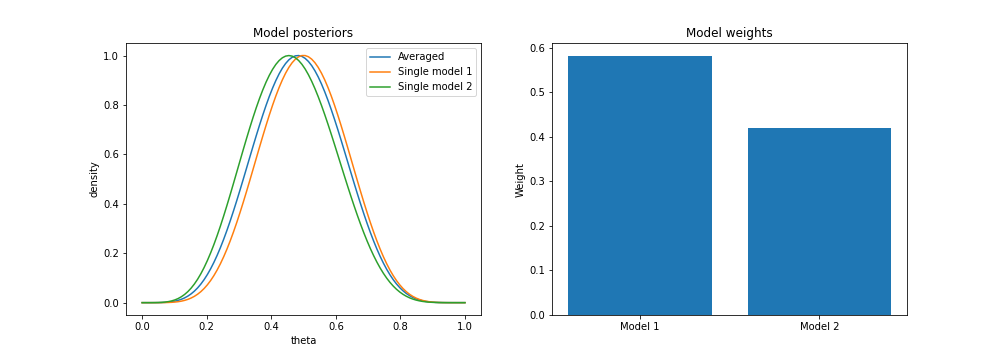 Model posteriors
density
1.0
0.8
0.6
0.4
0.2
0.0
Averaged
Single model 1
Single model 2
0.0 0.2 0.4 0.6 0.8 1.0
theta
Model weights
Weight
0.6
0.5
0.4
0.3
0.2
0.1
0.0
Model 1 Model 2